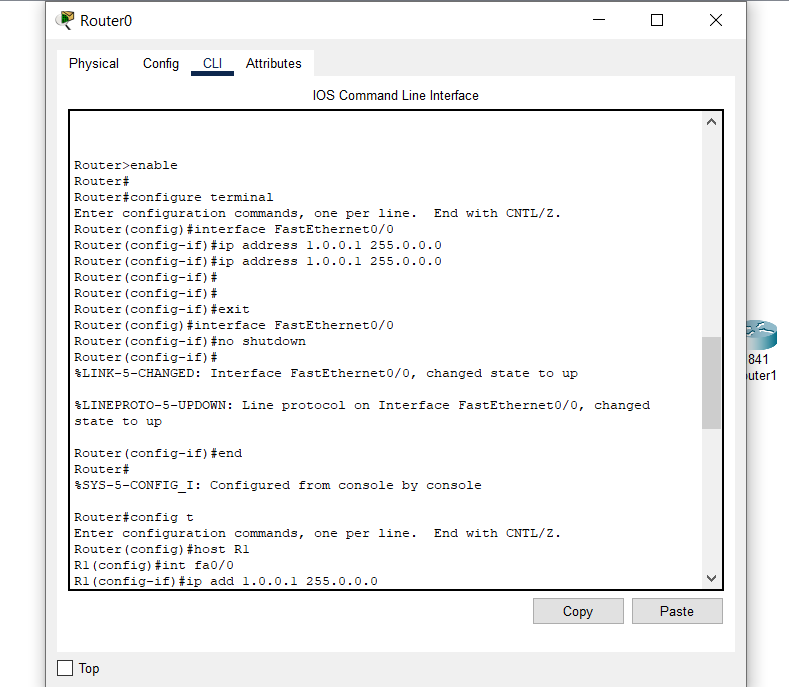 Router0
Physical Config CLI Attributes
IOS Command Line Interface
Router>enable
Router#
Router#configure terminal
Enter configuration commands, one per line.  End with CNTL/Z.
Router(config)#interface FastEthernet0/0
Router(config-if)#ip address 1.0.0.1 255.0.0.0
Router(config-if)#ip address 1.0.0.1 255.0.0.0
Router(config-if)#
Router(config-if)#
Router(config-if)#exit
Router(config)#interface FastEthernet0/0
Router(config-if)#no shutdown
Router(config-if)#
%LINK-5-CHANGED: Interface FastEthernet0/0, changed state to up
%LINEPROTO-5-UPDOWN: Line protocol on Interface FastEthernet0/0, changed
state to up
Router(config-if)#end
Router#
%SYS-5-CONFIG_I: Configured from console by console
Router#config t
Enter configuration commands, one per line.  End with CNTL/Z.
Router(config)#host R1
R1(config)#int fa0/0
R1(config-if)#ip add 1.0.0.1 255.0.0.0
Copy Paste
Top
841
outer1